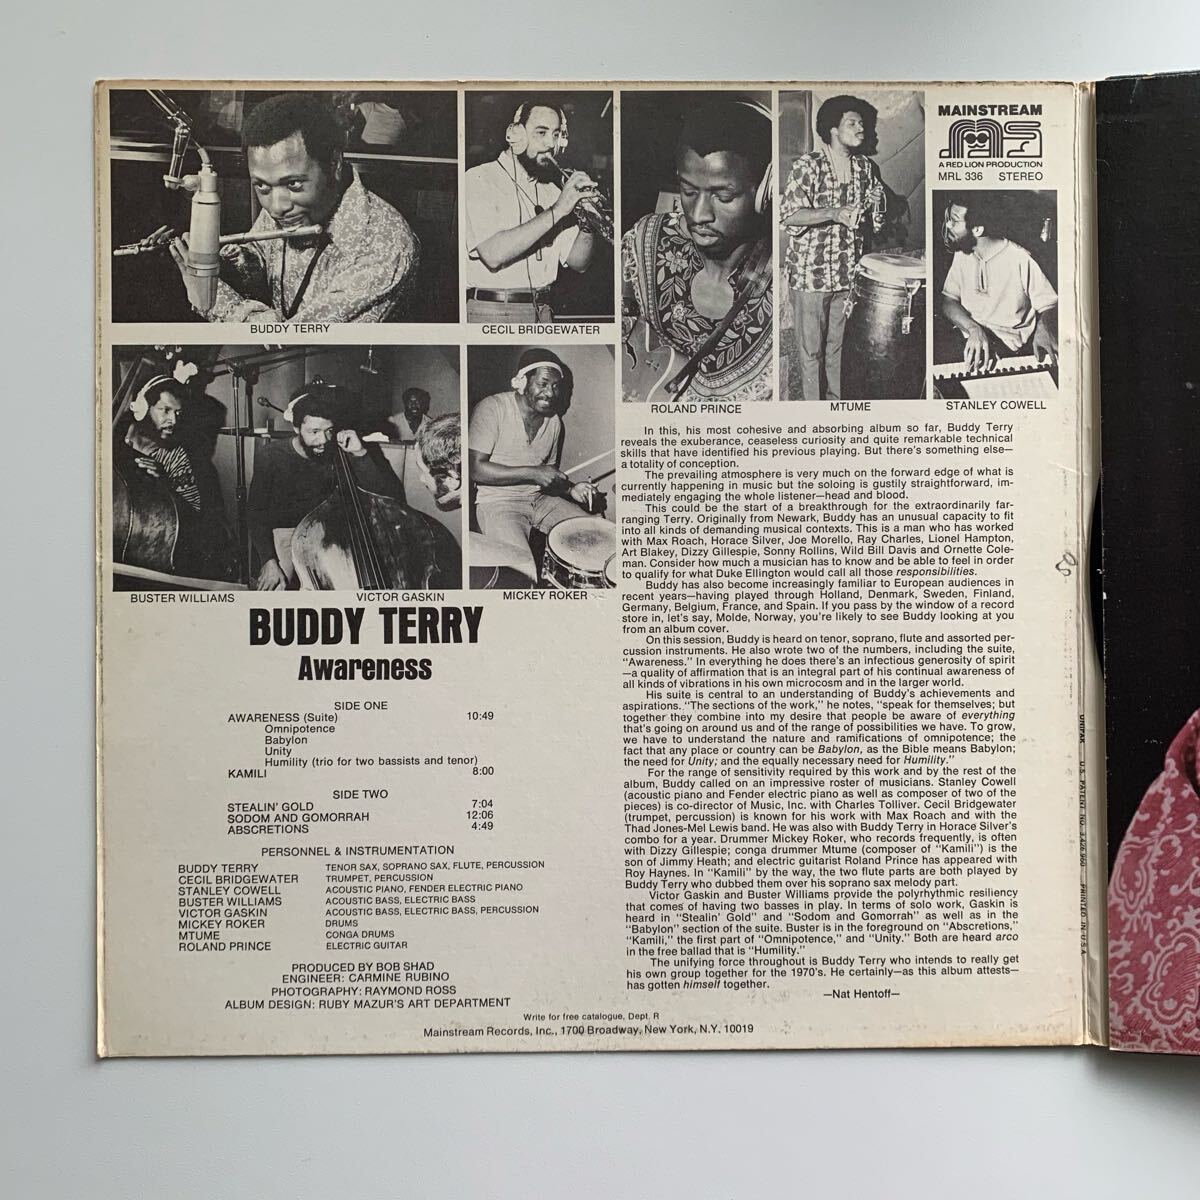 MAINSTREAM
MS
A RED LION PRODUCTION
MRL 336 STEREO
BUDDY TERRY
CECIL BRIDGEWATER
ROLAND PRINCE
MTUME
STANLEY COWELL
BUSTER WILLIAMS
VICTOR GASKIN
MICKEY ROKER
BUDDY TERRY
Awareness
SIDE ONE
AWARENESS (Suite) 10:49
Omnipotence
Babylon
Unity
Humility (trio for two bassists and tenor)
KAMILI 8:00
SIDE TWO
STEALIN' GOLD 7:04
SODOM AND GOMORRAH 12:06
ABSCRETIONS 4:49
PERSONNEL & INSTRUMENTATION
BUDDY TERRY TENOR SAX, SOPRANO SAX, FLUTE, PERCUSSION
CECIL BRIDGEWATER TRUMPET, PERCUSSION
STANLEY COWELL ACOUSTIC PIANO, FENDER ELECTRIC PIANO
BUSTER WILLIAMS ACOUSTIC BASS, ELECTRIC BASS
VICTOR GASKIN ACOUSTIC BASS, ELECTRIC BASS, PERCUSSION
MICKEY ROKER DRUMS
MTUME CONGA DRUMS
ROLAND PRINCE ELECTRIC GUITAR
PRODUCED BY BOB SHAD
ENGINEER: CARMINE RUBINO
PHOTOGRAPHY: RAYMOND ROSS
ALBUM DESIGN: RUBY MAZUR'S ART DEPARTMENT
In this, his most cohesive and absorbing album so far, Buddy Terry
reveals the exuberance, ceaseless curiosity and quite remarkable technical
skills that have identified his previous playing. But there's something else—
a totality of conception.
The prevailing atmosphere is very much on the forward edge of what is
currently happening in music but the soloing is gustily straightforward, im-
mediately engaging the whole listener—head and blood.
This could be the start of a breakthrough for the extraordinarily far-
ranging Terry. Originally from Newark, Buddy has an unusual capacity to fit
into all kinds of demanding musical contexts. This is a man who has worked
with Max Roach, Horace Silver, Joe Morello, Ray Charles, Lionel Hampton,
Art Blakey, Dizzy Gillespie, Sonny Rollins, Wild Bill Davis and Ornette Cole-
man. Consider how much a musician has to know and be able to feel in order
to qualify for what Duke Ellington would call all those responsibilities.
Buddy has also become increasingly familiar to European audiences in
recent years—having played through Holland, Denmark, Sweden, Finland,
Germany, Belgium, France, and Spain. If you pass by the window of a record
store in, let's say, Molde, Norway, you're likely to see Buddy looking at you
from an album cover.
On this session, Buddy is heard on tenor, soprano, flute and assorted per-
cussion instruments. He also wrote two of the numbers, including the suite,
"Awareness." In everything he does there's an infectious generosity of spirit
—a quality of affirmation that is an integral part of his continual awareness of
all kinds of vibrations in his own microcosm and in the larger world.
His suite is central to an understanding of Buddy's achievements and
aspirations. "The sections of the work," he notes, "speak for themselves; but
together they combine into my desire that people be aware of everything
that's going on around us and of the range of possibilities we have. To grow,
we have to understand the nature and ramifications of omnipotence; the
fact that any place or country can be Babylon, as the Bible means Babylon;
the need for Unity; and the equally necessary need for Humility."
For the range of sensitivity required by this work and by the rest of the
album, Buddy called on an impressive roster of musicians. Stanley Cowell
(acoustic piano and Fender electric piano as well as composer of two of the
pieces) is co-director of Music, Inc. with Charles Tolliver. Cecil Bridgewater
(trumpet, percussion) is known for his work with Max Roach and with the
Thad Jones-Mel Lewis band. He was also with Buddy Terry in Horace Silver's
combo for a year. Drummer Mickey Roker, who records frequently, is often
with Dizzy Gillespie; conga drummer Mtume (composer of "Kamili") is the
son of Jimmy Heath; and electric guitarist Roland Prince has appeared with
Roy Haynes. In "Kamili" by the way, the two flute parts are both played by
Buddy Terry who dubbed them over his soprano sax melody part.
Victor Gaskin and Buster Williams provide the polyrhythmic resiliency
that comes of having two basses in play. In terms of solo work, Gaskin is
heard in "Stealin' Gold" and "Sodom and Gomorrah" as well as in the
"Babylon" section of the suite. Buster is in the foreground on "Abscretions,"
"Kamili," the first part of "Omnipotence," and "Unity." Both are heard arco
in the free ballad that is "Humility."
The unifying force throughout is Buddy Terry who intends to really get
his own group together for the 1970's. He certainly—as this album attests—
has gotten himself together.
—Nat Hentoff—
Write for free catalogue, Dept. R
Mainstream Records, Inc., 1700 Broadway, New York, N.Y. 10019
UNIPAK U.S. PATENT NO. 3,426,960 PRINTED IN U.S.A.